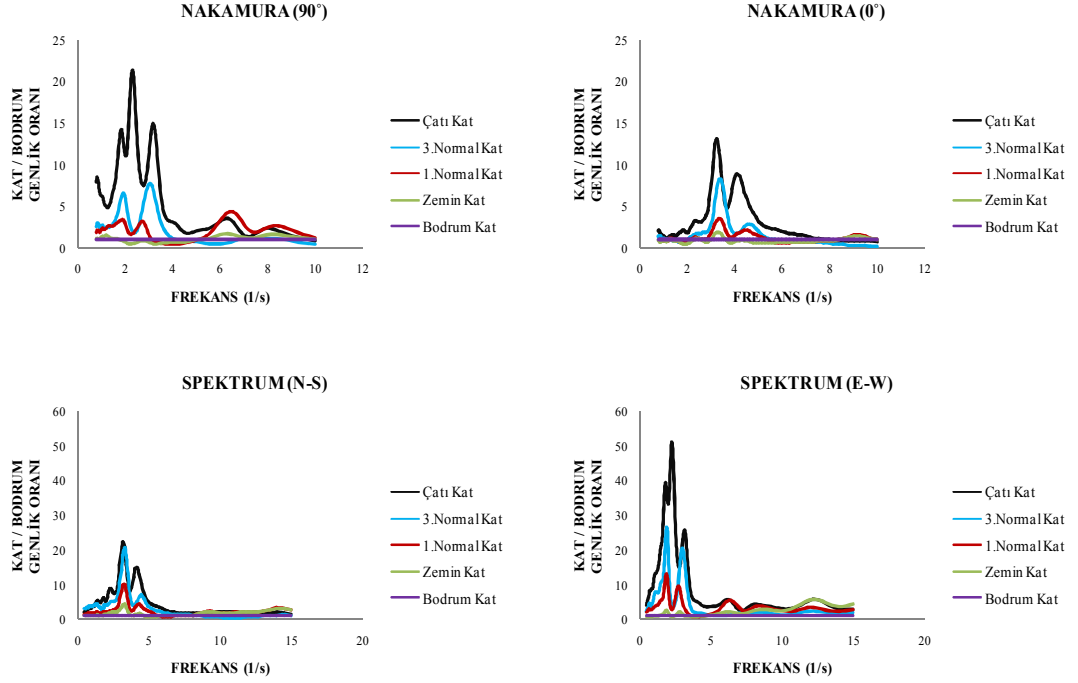 NAKAMURA (90˚)
KAT / BODRUM
GENLİK ORANI
25
20
15
10
5
0
0 2 4 6 8 10 12
FREKANS (1/s)
Çatı Kat
3.Normal Kat
1.Normal Kat
Zemin Kat
Bodrum Kat
NAKAMURA (0˚)
KAT / BODRUM
GENLİK ORANI
25
20
15
10
5
0
0 2 4 6 8 10 12
FREKANS (1/s)
Çatı Kat
3.Normal Kat
1.Normal Kat
Zemin Kat
Bodrum Kat
SPEKTRUM (N-S)
KAT / BODRUM
GENLİK ORANI
60
50
40
30
20
10
0
0 5 10 15 20
FREKANS (1/s)
Çatı Kat
3.Normal Kat
1.Normal Kat
Zemin Kat
Bodrum Kat
SPEKTRUM (E-W)
KAT / BODRUM
GENLİK ORANI
60
50
40
30
20
10
0
0 5 10 15 20
FREKANS (1/s)
Çatı Kat
3.Normal Kat
1.Normal Kat
Zemin Kat
Bodrum Kat